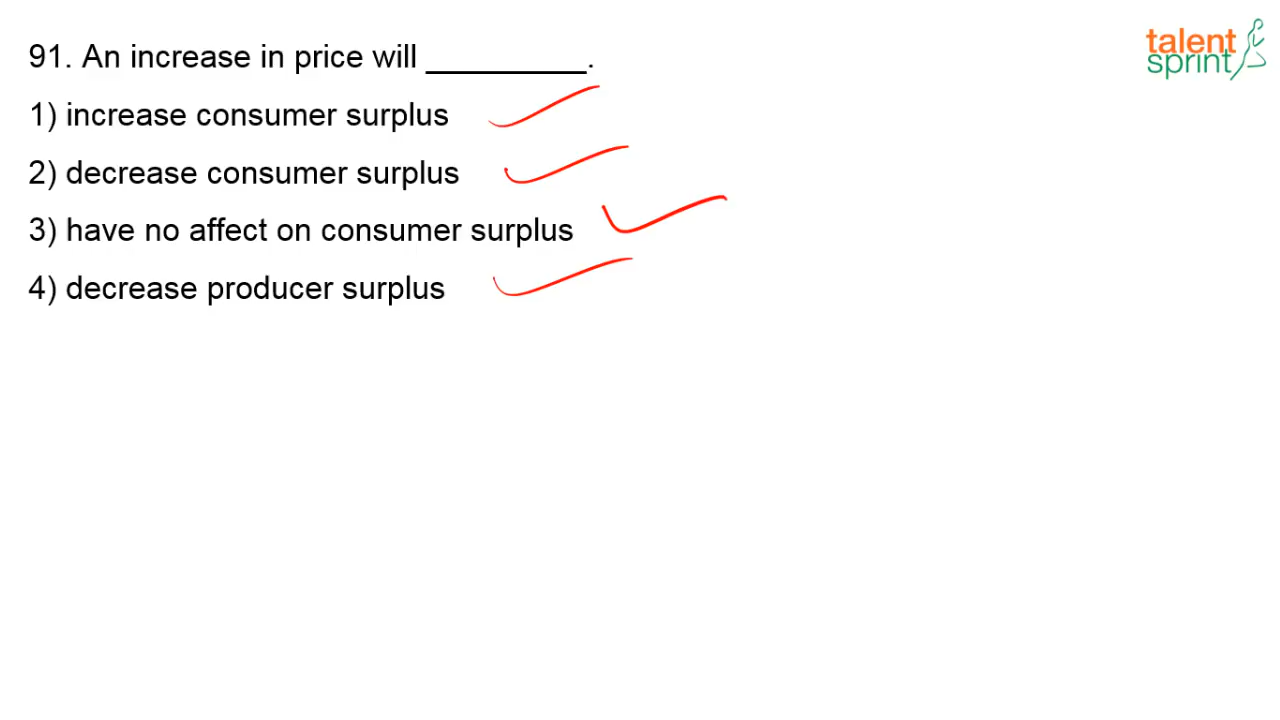 talent
sprint
91. An increase in price will _________.
1) increase consumer surplus
2) decrease consumer surplus
3) have no affect on consumer surplus
4) decrease producer surplus